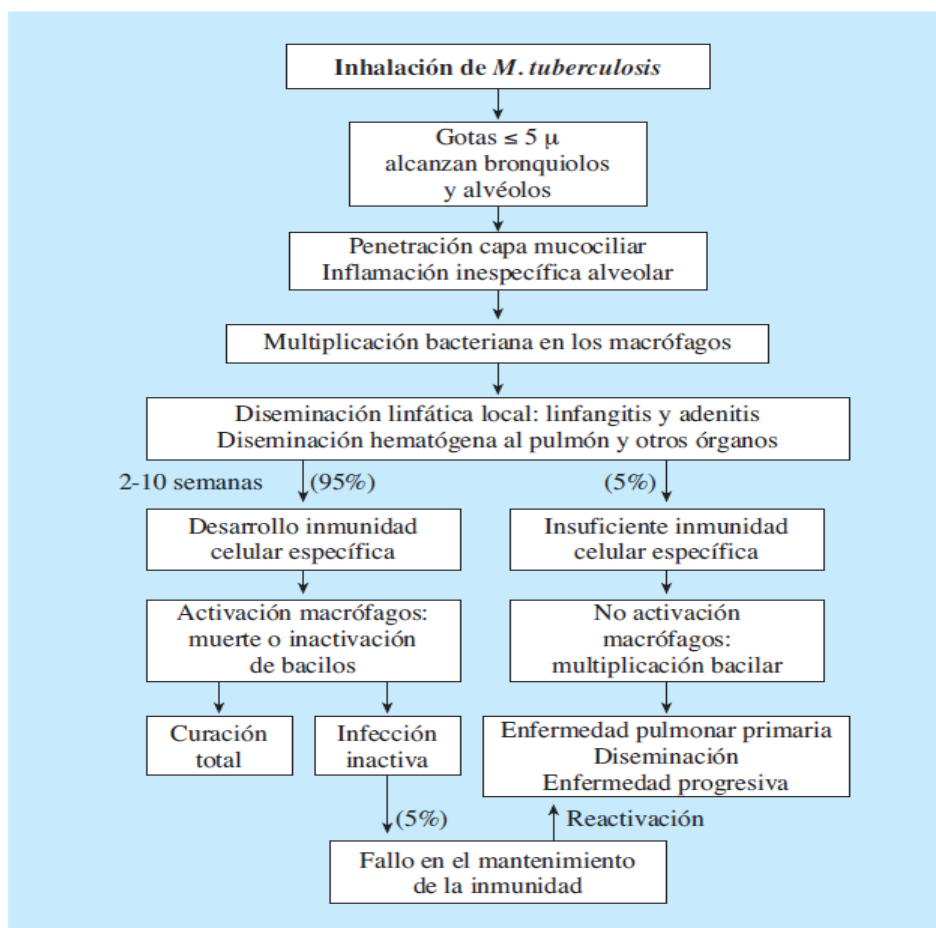 Inhalación de M. tuberculosis
Gotas ≤ 5 μ
alcanzan bronquiolos
y alvéolos
Penetración capa mucociliar
Inflamación inespecífica alveolar
Multiplicación bacteriana en los macrófagos
Diseminación linfática local: linfangitis y adenitis
Diseminación hematógena al pulmón y otros órganos
2-10 semanas (95%) (5%)
Desarrollo inmunidad
celular específica
Insuficiente inmunidad
celular específica
Activación macrófagos:
muerte o inactivación
de bacilos
No activación
macrófagos:
multiplicación bacilar
Curación
total
Infección
inactiva
Enfermedad pulmonar primaria
Diseminación
Enfermedad progresiva
(5%) Reactivación
Fallo en el mantenimiento
de la inmunidad